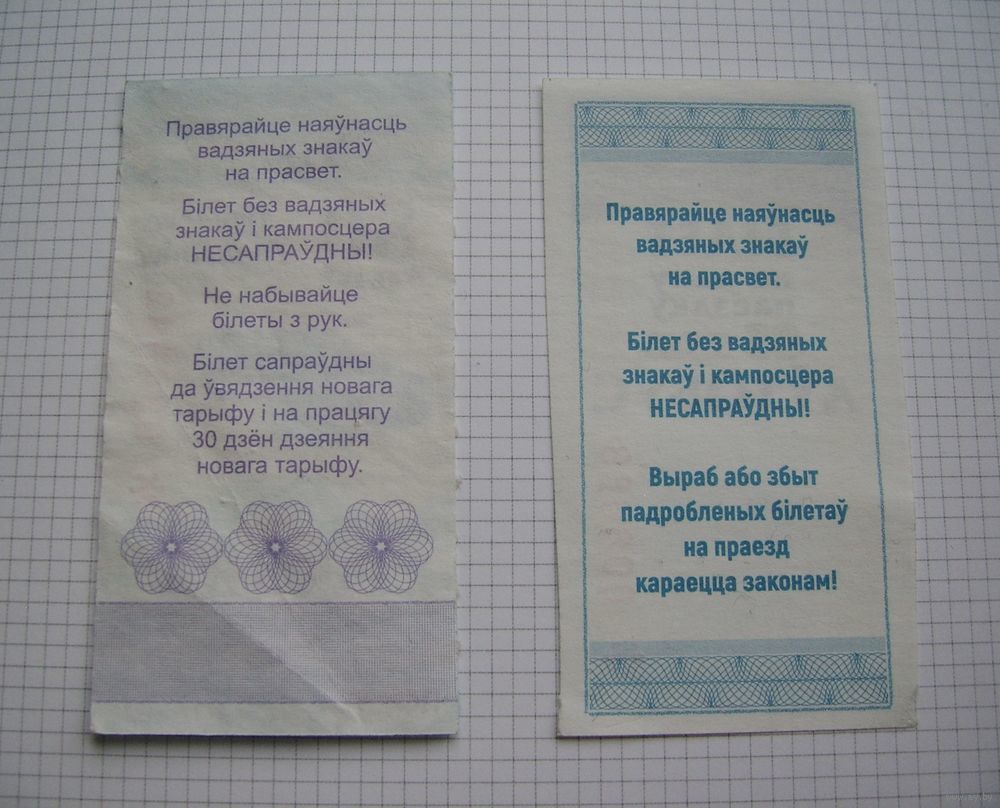 Правярайце наяўнасць
вадзяных знакаў
на прасвет.
Білет без вадзяных
знакаў і кампосцера
НЕСАПРАЎДНЫ!
Не набывайце
білеты з рук.
Білет сапраўдны
да ўвядзення новага
тарыфу і на працягу
30 дзён дзеяння
новага тарыфу.
Правярайце наяўнасць
вадзяных знакаў
на прасвет.
Білет без вадзяных
знакаў і кампосцера
НЕСАПРАЎДНЫ!
Выраб або збыт
падробленых білетаў
на праезд
караецца законам!